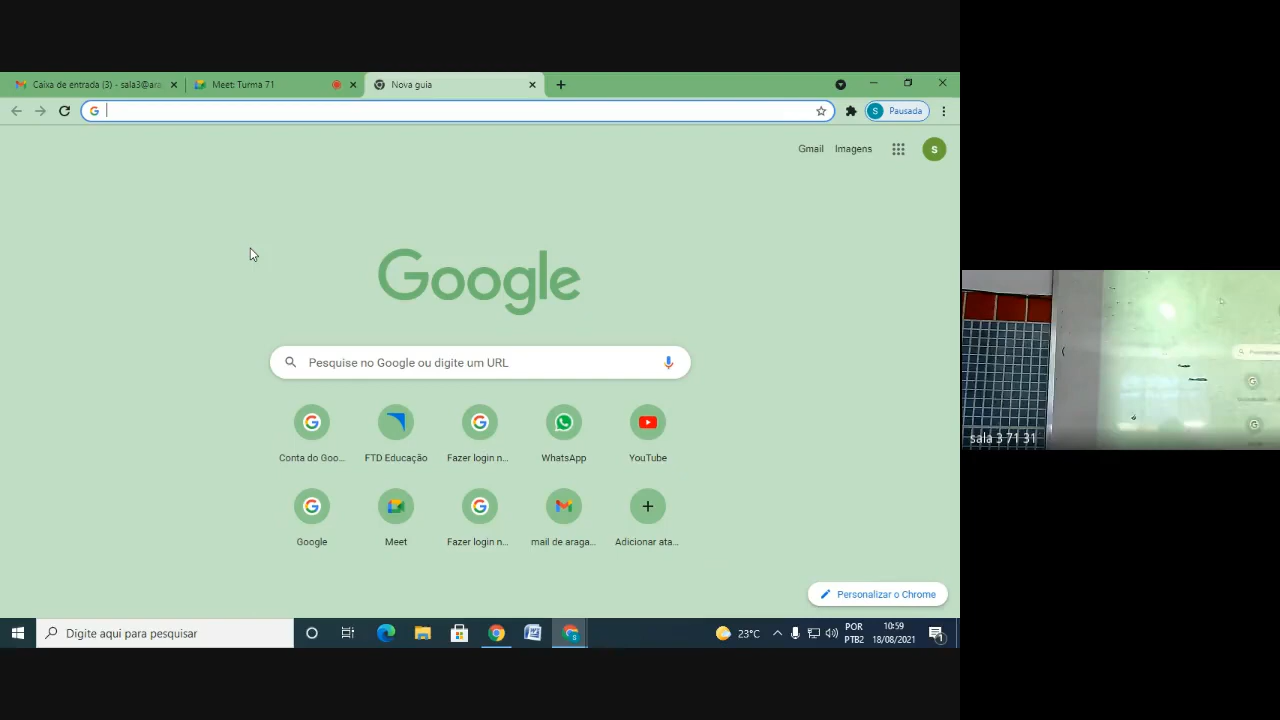 Caixa de entrada (3) - sala3@ara
Meet: Turma 71
Nova guia
Pausada
Gmail Imagens
S
Google
Pesquise no Google ou digite um URL
Conta do Goo... FTD Educação Fazer login n... WhatsApp YouTube
Google Meet Fazer login n... mail de araga... Adicionar ata...
Personalizar o Chrome
Digite aqui para pesquisar
23°C
POR
PTB2
10:59
18/08/2021
1
sala 3 71 31